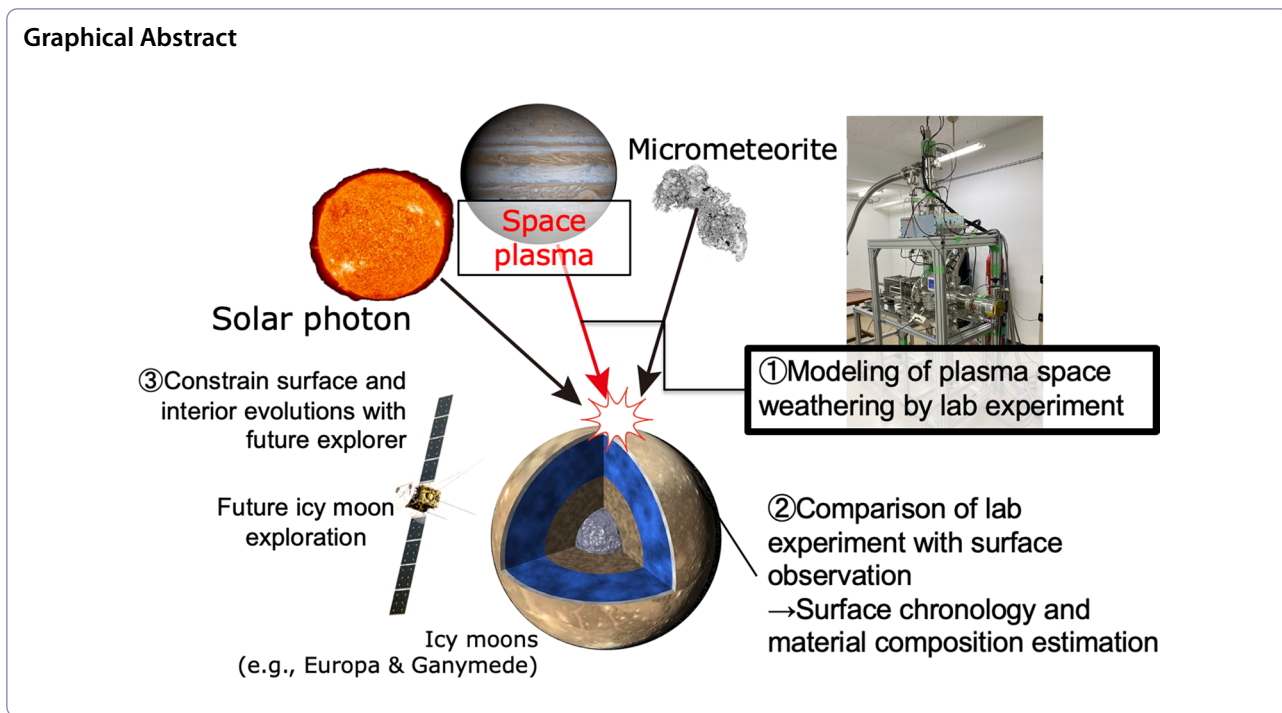 Graphical Abstract
Micrometeorite
Space
plasma
Solar photon
③Constrain surface and
interior evolutions with
future explorer
①Modeling of plasma space
weathering by lab experiment
Future icy moon
exploration
②Comparison of lab
experiment with surface
observation
→Surface chronology and
material composition estimation
Icy moons
(e.g., Europa & Ganymede)